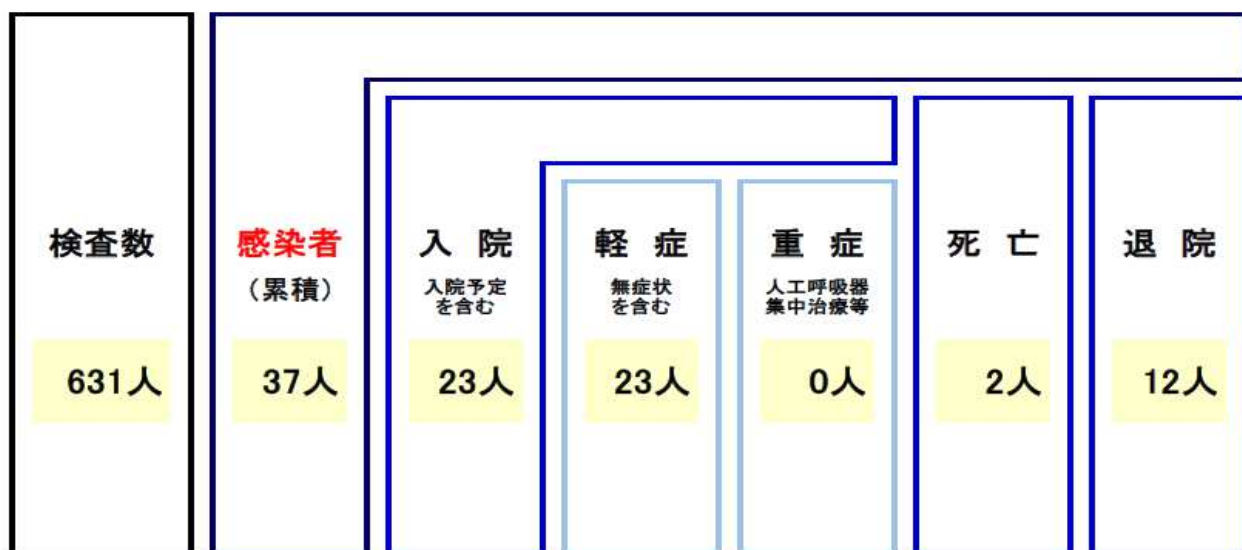 検査数
631人
感染者
（累積）
37人
入 院
入院予定
を含む
23人
軽 症
無症状
を含む
23人
重 症
人工呼吸器
集中治療等
0人
死 亡
2人
退 院
12人